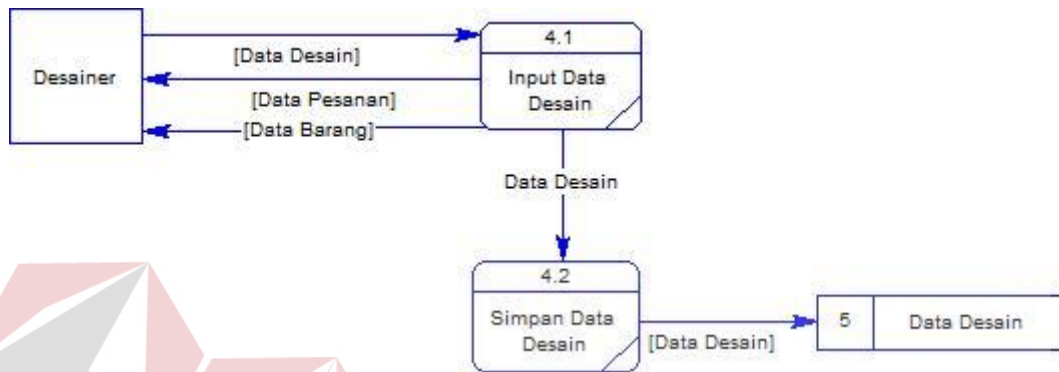 Desainer
[Data Desain]
[Data Pesanan]
[Data Barang]
4.1
Input Data
Desain
Data Desain
4.2
Simpan Data
Desain
[Data Desain]
5
Data Desain